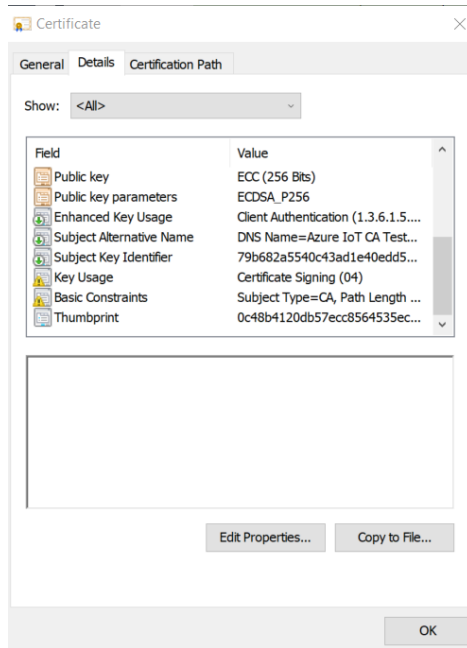 Certificate
General Details Certification Path
Show: <All>
Field Value
Public key ECC (256 Bits)
Public key parameters ECDSA_P256
Enhanced Key Usage Client Authentication (1.3.6.1.5....
Subject Alternative Name DNS Name=Azure IoT CA Test...
Subject Key Identifier 79b682a5540c43ad1e40edd5...
Key Usage Certificate Signing (04)
Basic Constraints Subject Type=CA, Path Length ...
Thumbprint 0c48b4120db57ecc8564535ec...
Edit Properties... Copy to File...
OK